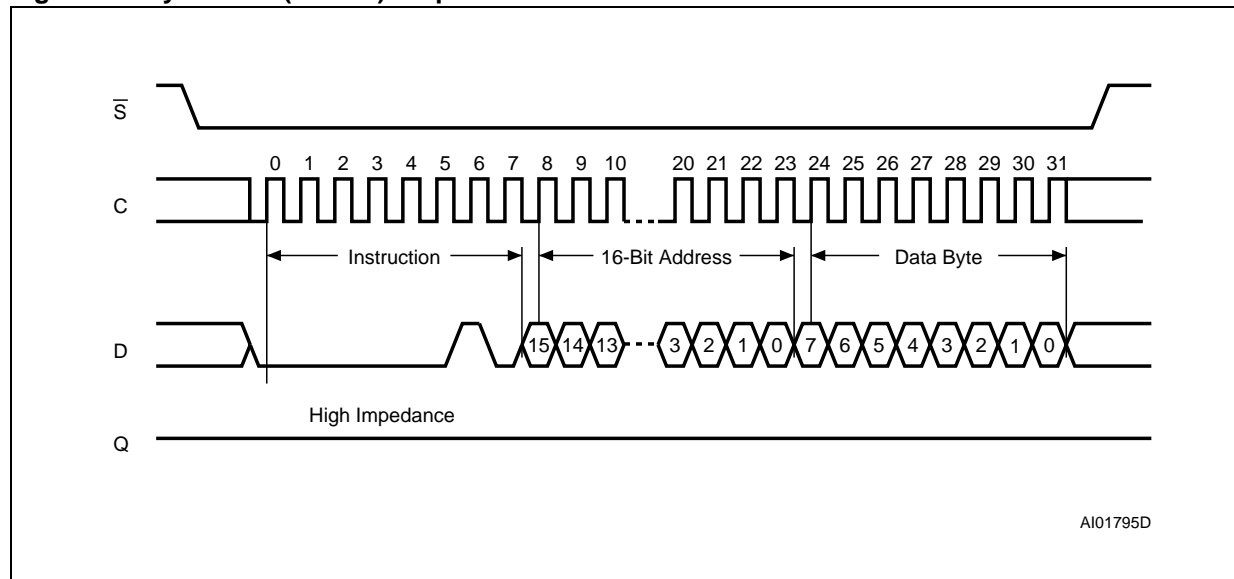 S̅
0 1 2 3 4 5 6 7 8 9 10 20 21 22 23 24 25 26 27 28 29 30 31
C
Instruction 16-Bit Address Data Byte
D 15 14 13 3 2 1 0 7 6 5 4 3 2 1 0
High Impedance
Q
AI01795D